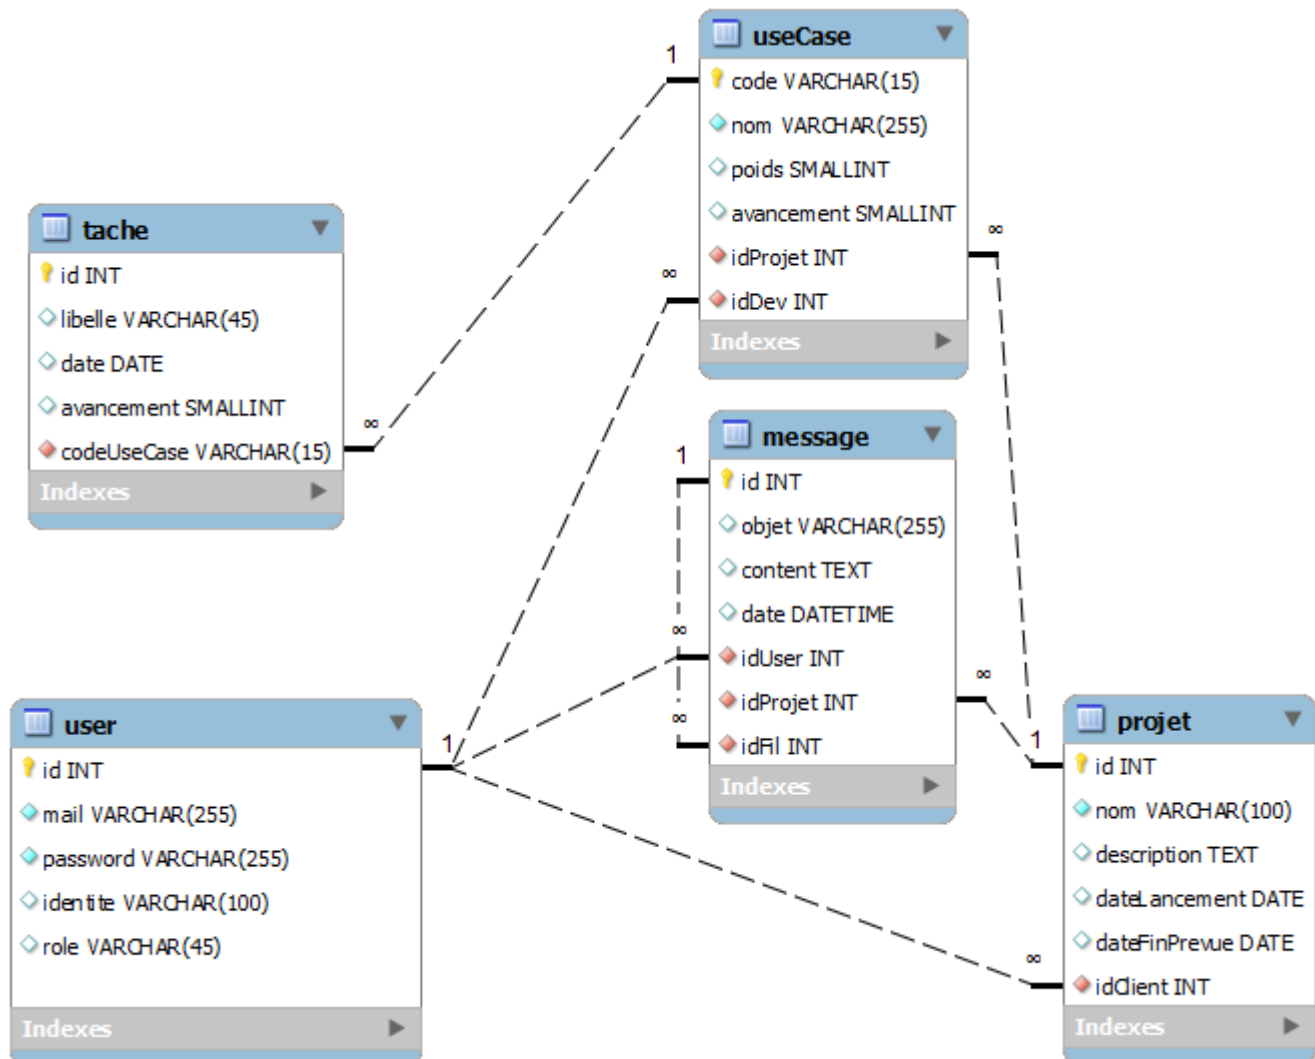 useCase
1
code VARCHAR(15)
nom VARCHAR(255)
poids SMALLINT
avancement SMALLINT
∞
idProjet INT
∞
idDev INT
Indexes
tache
id INT
libelle VARCHAR(45)
date DATE
avancement SMALLINT
∞
codeUseCase VARCHAR(15)
Indexes
message
1
id INT
objet VARCHAR(255)
content TEXT
date DATETIME
∞
idUser INT
∞
idProjet INT
∞
idFil INT
Indexes
user
1
id INT
mail VARCHAR(255)
password VARCHAR(255)
identite VARCHAR(100)
role VARCHAR(45)
Indexes
projet
1
id INT
nom VARCHAR(100)
description TEXT
dateLancement DATE
dateFinPrevue DATE
∞
idClient INT
Indexes